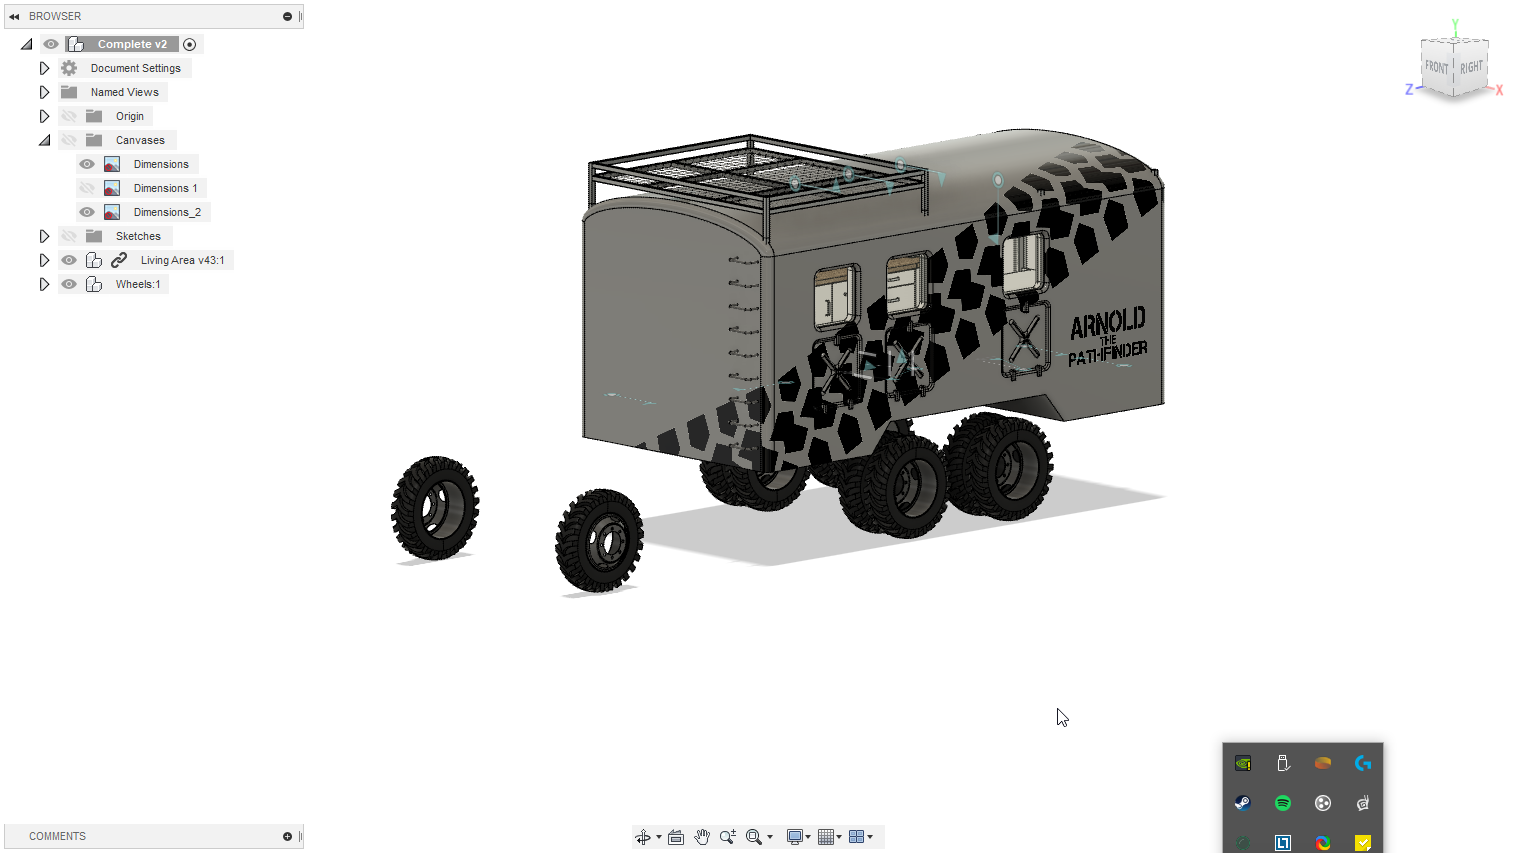 BROWSER
Complete v2
Document Settings
Named Views
Origin
Canvases
Dimensions
Dimensions 1
Dimensions_2
Sketches
Living Area v43:1
Wheels:1
Y
FRONT
RIGHT
Z
X
ARNOLD
THE
PATHFINDER
COMMENTS